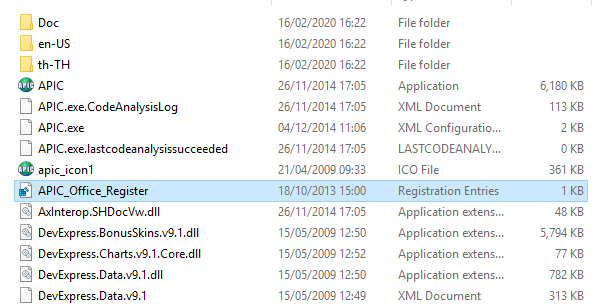 Doc 16/02/2020 16:22 File folder
en-US 16/02/2020 16:22 File folder
th-TH 16/02/2020 16:22 File folder
APIC 26/11/2014 17:05 Application 6,180 KB
APIC.exe.CodeAnalysisLog 26/11/2014 17:05 XML Document 113 KB
APIC.exe 04/12/2014 11:06 XML Configuratio... 2 KB
APIC.exe.lastcodeanalysissucceeded 26/11/2014 17:05 LASTCODEANALY... 0 KB
apic_icon1 21/04/2009 09:33 ICO File 361 KB
APIC_Office_Register 18/10/2013 15:00 Registration Entries 1 KB
AxInterop.SHDocVw.dll 26/11/2014 17:05 Application extens... 48 KB
DevExpress.BonusSkins.v9.1.dll 15/05/2009 12:52 Application extens... 5,794 KB
DevExpress.Charts.v9.1.Core.dll 15/05/2009 12:50 Application extens... 77 KB
DevExpress.Data.v9.1.dll 15/05/2009 12:50 Application extens... 782 KB
DevExpress.Data.v9.1 15/05/2009 12:49 XML Document 313 KB